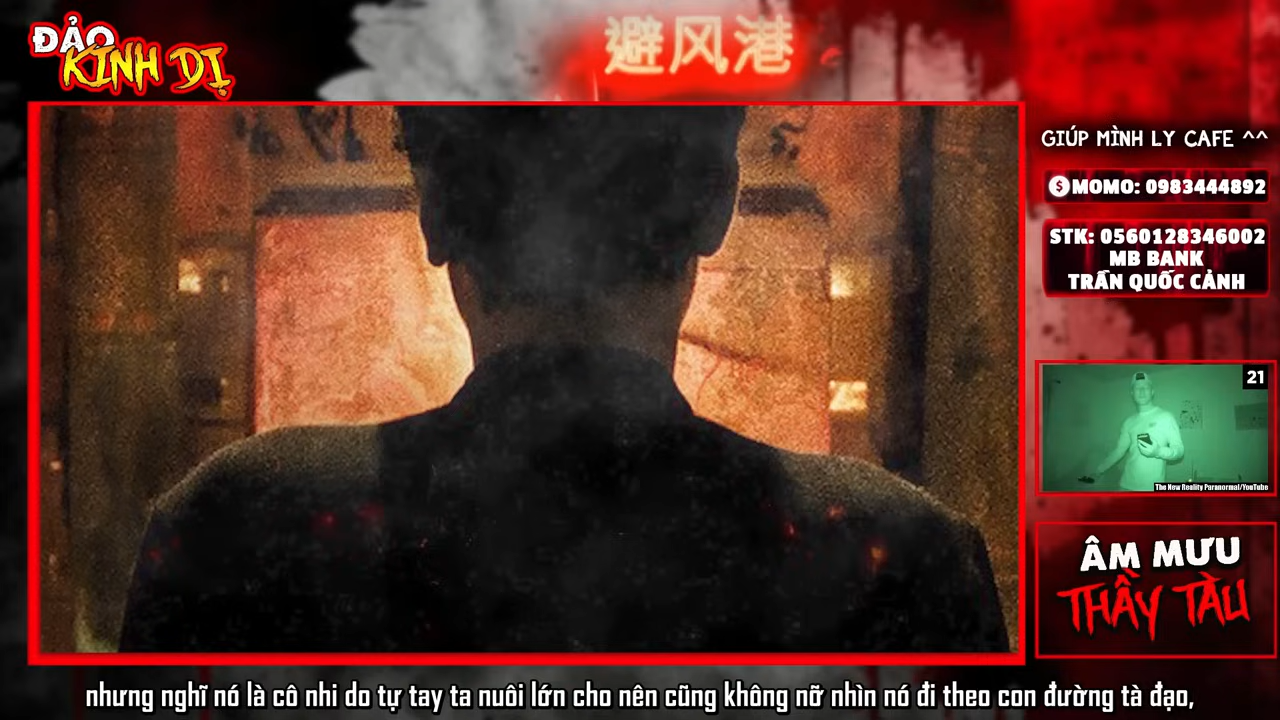 ĐẢO
KINH DỊ
避风港
GIÚP MÌNH LY CAFE ^^
$ MOMO: 0983444892
STK: 0560128346002
MB BANK
TRẦN QUỐC CẢNH
21
The New Reality Paranormal/YouTube
ÂM MƯU
THẦY TÀU
nhưng nghĩ nó là cô nhi do tự tay ta nuôi lớn cho nên cũng không nỡ nhìn nó đi theo con đường tà đạo,